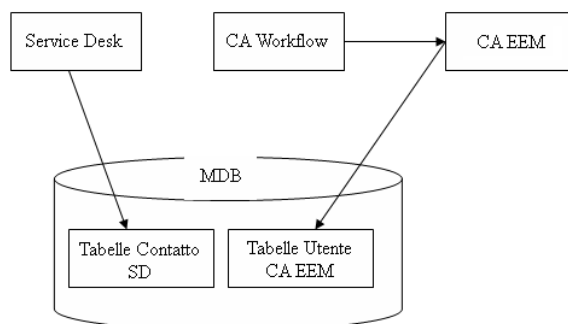 Service Desk
CA Workflow
CA EEM
MDB
Tabelle Contatto
SD
Tabelle Utente
CA EEM